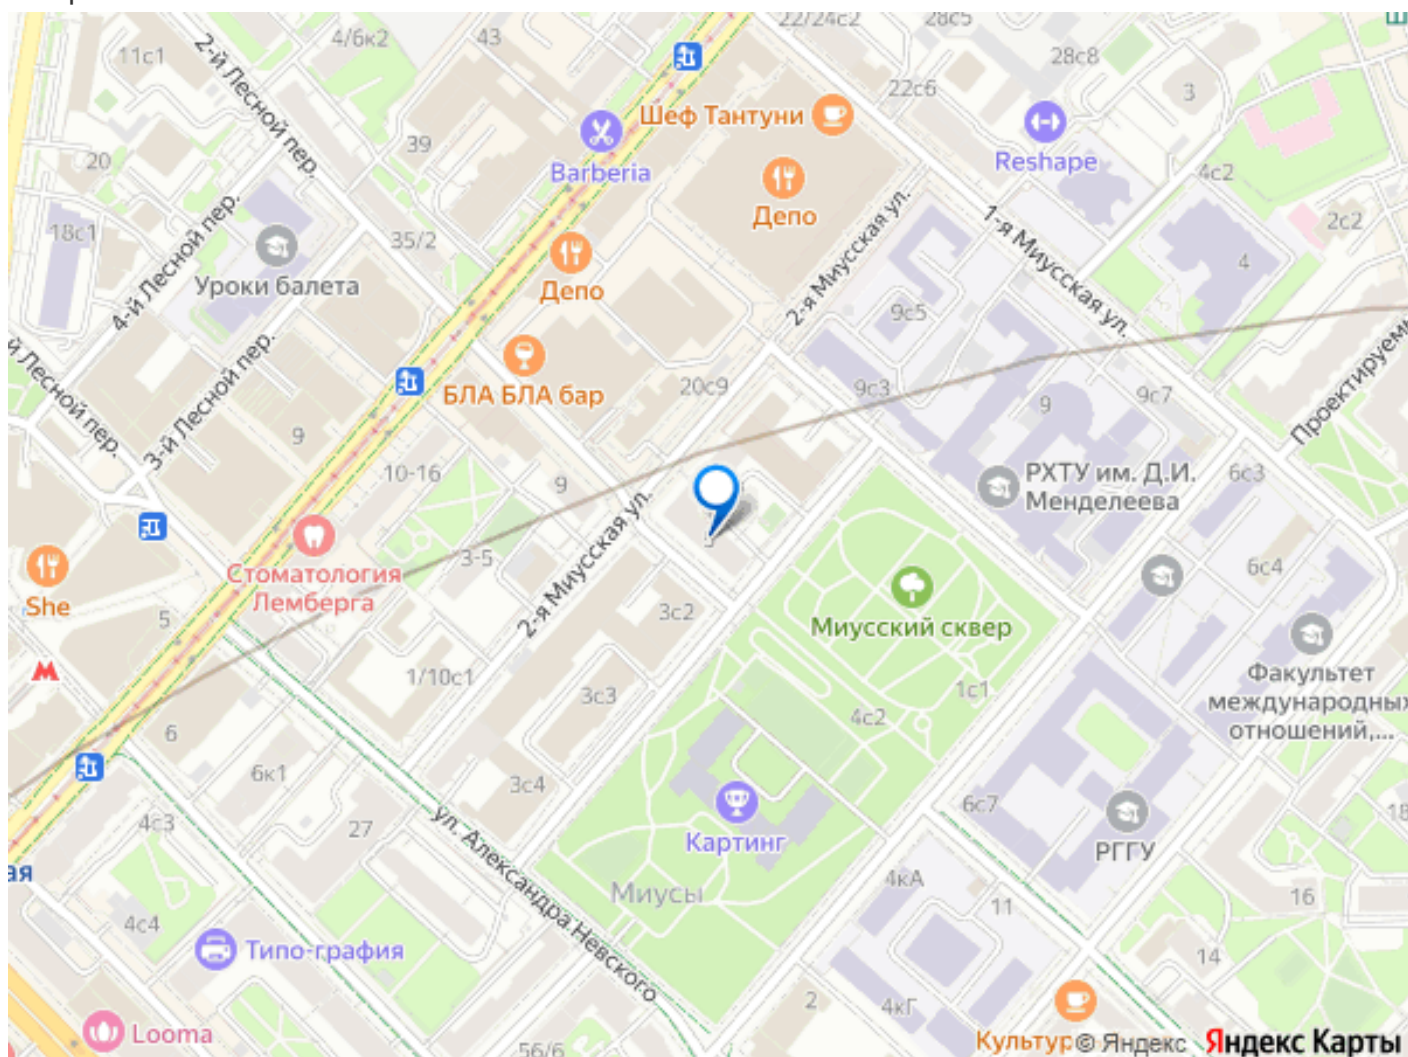 22/24с2
28с5
4/6к2
43
11с1
28с8
22с6
3
2-й Лесной пер.
Шеф Тантуни
Reshape
39
Barberia
20
4с2
Депо
18с1
35/2
4-й Лесной пер.
2-я Миусская ул.
1-я Миусская ул.
2с2
4
Уроки балета
Депо
9с5
3-й Лесной пер.
БЛА БЛА бар
20с9
9с3
9
9с7
Лесной пер.
9
10-16
9
РХТУ им. Д.И.
Менделеева
6с3
2-я Миусская ул.
3-5
Стоматология
Лемберга
6с4
She
5
3с2
Миусский сквер
Факультет
международных
отношений,...
1/10с1
3с3
1с1
4с2
6
6к1
3с4
Картинг
6с7
4с3
27
РГГУ
18
ая
ул. Александра Невского
Миусы
4кА
11
16
4с4
Типо-графия
14
2
4кГ
Looma
56/6
Культур
© Яндекс
Яндекс Карты